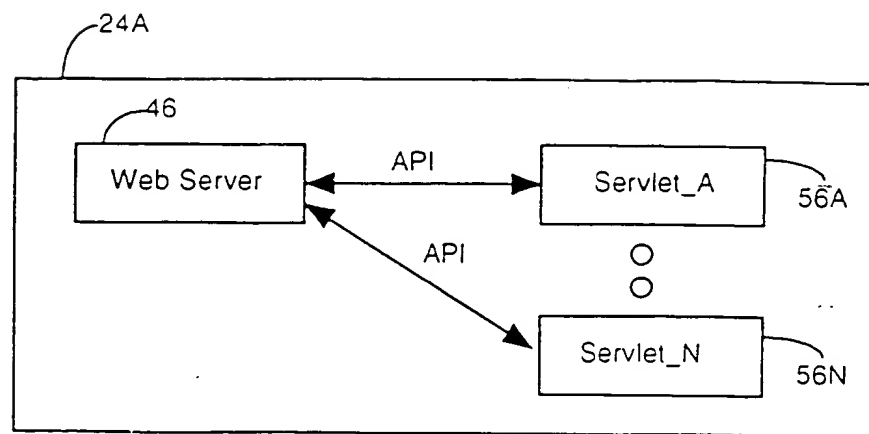 24A
46
Web Server
API
Servlet_A
56A
API
Servlet_N
56N